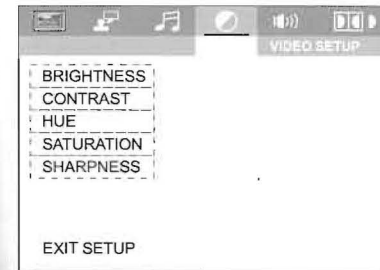 VIDEO SETUP
BRIGHTNESS
CONTRAST
HUE
SATURATION
SHARPNESS
EXIT SETUP